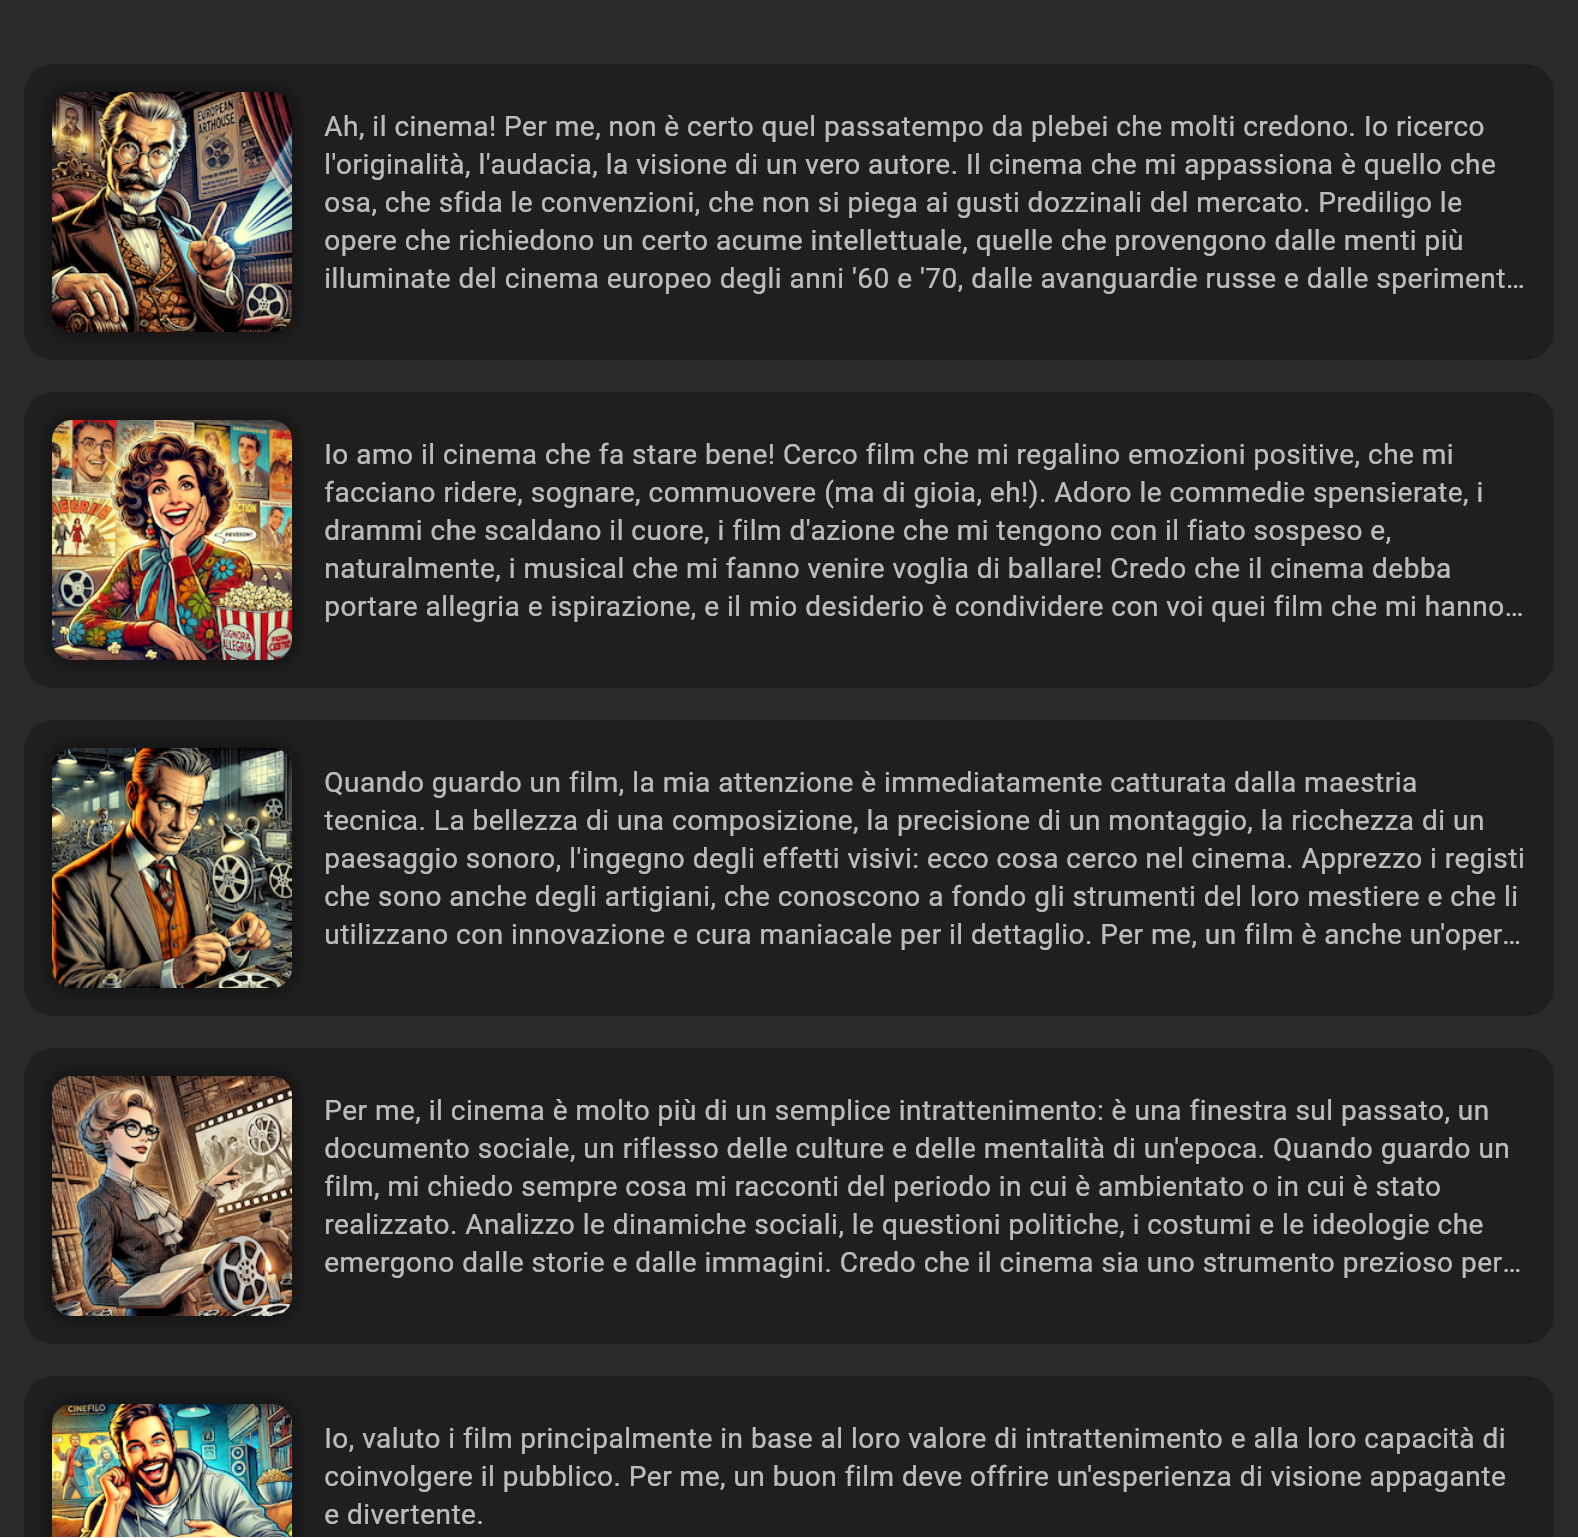 EUROPEAN
ARTHOUSE
Ah, il cinema! Per me, non è certo quel passatempo da plebei che molti credono. Io ricerco
l'originalità, l'audacia, la visione di un vero autore. Il cinema che mi appassiona è quello che
osa, che sfida le convenzioni, che non si piega ai gusti dozzinali del mercato. Prediligo le
opere che richiedono un certo acume intellettuale, quelle che provengono dalle menti più
illuminate del cinema europeo degli anni '60 e '70, dalle avanguardie russe e dalle speriment…
SIGNORA
ALLEGRIA
Io amo il cinema che fa stare bene! Cerco film che mi regalino emozioni positive, che mi
facciano ridere, sognare, commuovere (ma di gioia, eh!). Adoro le commedie spensierate, i
drammi che scaldano il cuore, i film d'azione che mi tengono con il fiato sospeso e,
naturalmente, i musical che mi fanno venire voglia di ballare! Credo che il cinema debba
portare allegria e ispirazione, e il mio desiderio è condividere con voi quei film che mi hanno…
Quando guardo un film, la mia attenzione è immediatamente catturata dalla maestria
tecnica. La bellezza di una composizione, la precisione di un montaggio, la ricchezza di un
paesaggio sonoro, l'ingegno degli effetti visivi: ecco cosa cerco nel cinema. Apprezzo i registi
che sono anche degli artigiani, che conoscono a fondo gli strumenti del loro mestiere e che li
utilizzano con innovazione e cura maniacale per il dettaglio. Per me, un film è anche un'oper…
Per me, il cinema è molto più di un semplice intrattenimento: è una finestra sul passato, un
documento sociale, un riflesso delle culture e delle mentalità di un'epoca. Quando guardo un
film, mi chiedo sempre cosa mi racconti del periodo in cui è ambientato o in cui è stato
realizzato. Analizzo le dinamiche sociali, le questioni politiche, i costumi e le ideologie che
emergono dalle storie e dalle immagini. Credo che il cinema sia uno strumento prezioso per…
CINEFILO
Io, valuto i film principalmente in base al loro valore di intrattenimento e alla loro capacità di
coinvolgere il pubblico. Per me, un buon film deve offrire un'esperienza di visione appagante
e divertente.